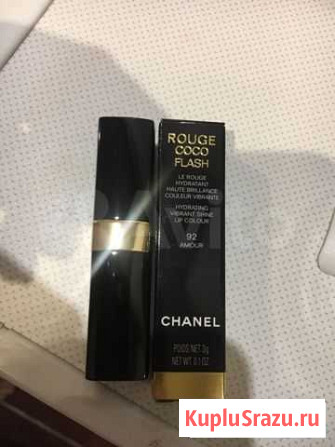 ROUGE
COCO
FLASH
LE ROUGE
HYDRATANT
HAUTE BRILLANCE
COULEUR VIBRANTE
HYDRATING
VIBRANT SHINE
LIP COLOUR
92
AMOUR
CHANEL
POIDS NET 3g
NET WT. 0.1 OZ.
KupluSrazu.ru